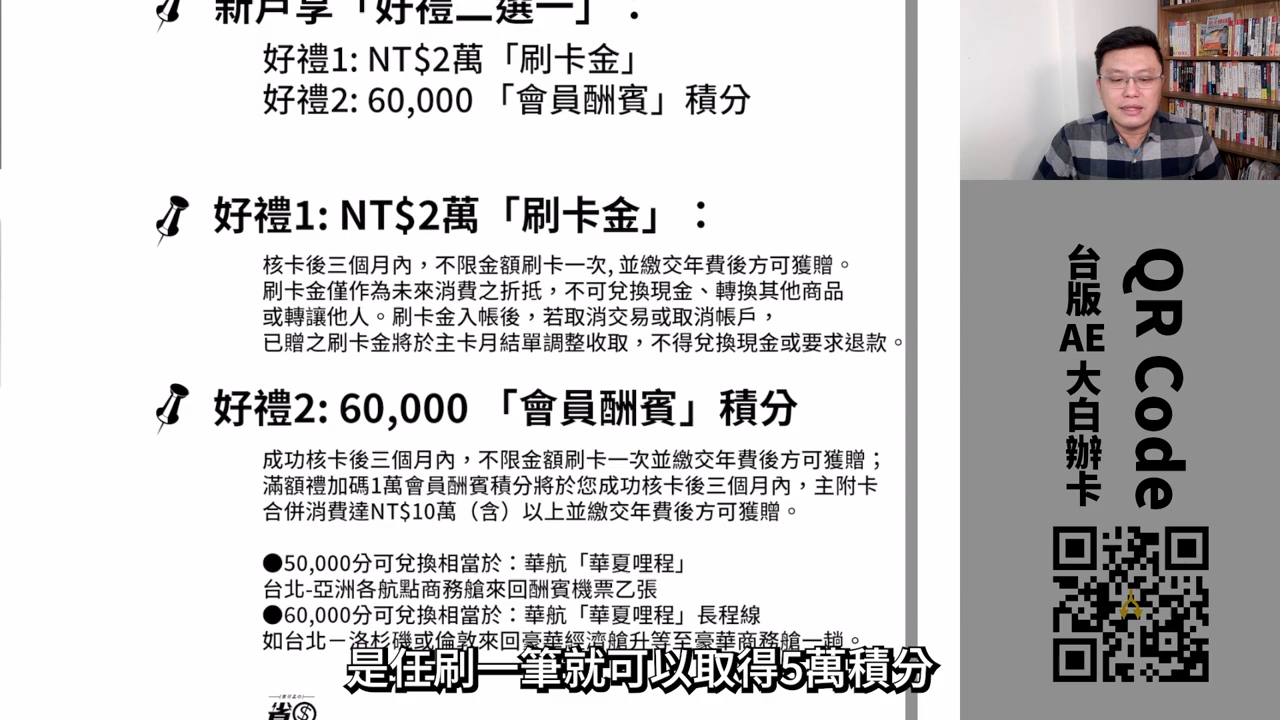 新戶享「好禮二選一」：
好禮1: NT$2萬「刷卡金」
好禮2: 60,000 「會員酬賓」積分
好禮1: NT$2萬「刷卡金」：
核卡後三個月內，不限金額刷卡一次, 並繳交年費後方可獲贈。
刷卡金僅作為未來消費之折抵，不可兌換現金、轉換其他商品
或轉讓他人。刷卡金入帳後，若取消交易或取消帳戶，
已贈之刷卡金將於主卡月結單調整收取，不得兌換現金或要求退款。
好禮2: 60,000 「會員酬賓」積分
成功核卡後三個月內，不限金額刷卡一次並繳交年費後方可獲贈；
滿額禮加碼1萬會員酬賓積分將於您成功核卡後三個月內，主附卡
合併消費達NT$10萬（含）以上並繳交年費後方可獲贈。
●50,000分可兌換相當於：華航「華夏哩程」
台北-亞洲各航點商務艙來回酬賓機票乙張
●60,000分可兌換相當於：華航「華夏哩程」長程線
如台北－洛杉磯或倫敦來回豪華經濟艙升等至豪華商務艙一趟。
是任刷一筆就可以取得5萬積分
QR Code
台版AE大白辦卡